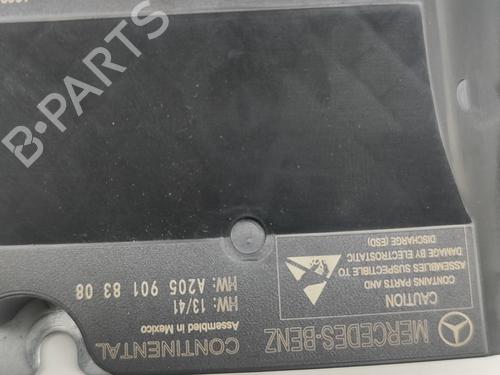 B-PARTS
MERCEDES-BENZ
CAUTION
CONTAINS PARTS AND
ASSEMBLIES SUSPECTIBLE TO
DAMAGE BY ELECTROSTATIC
DISCHARGE (ESD)
CONTINENTAL
Assembled in Mexico
HW: 13/41
HW: A205 901 83 08